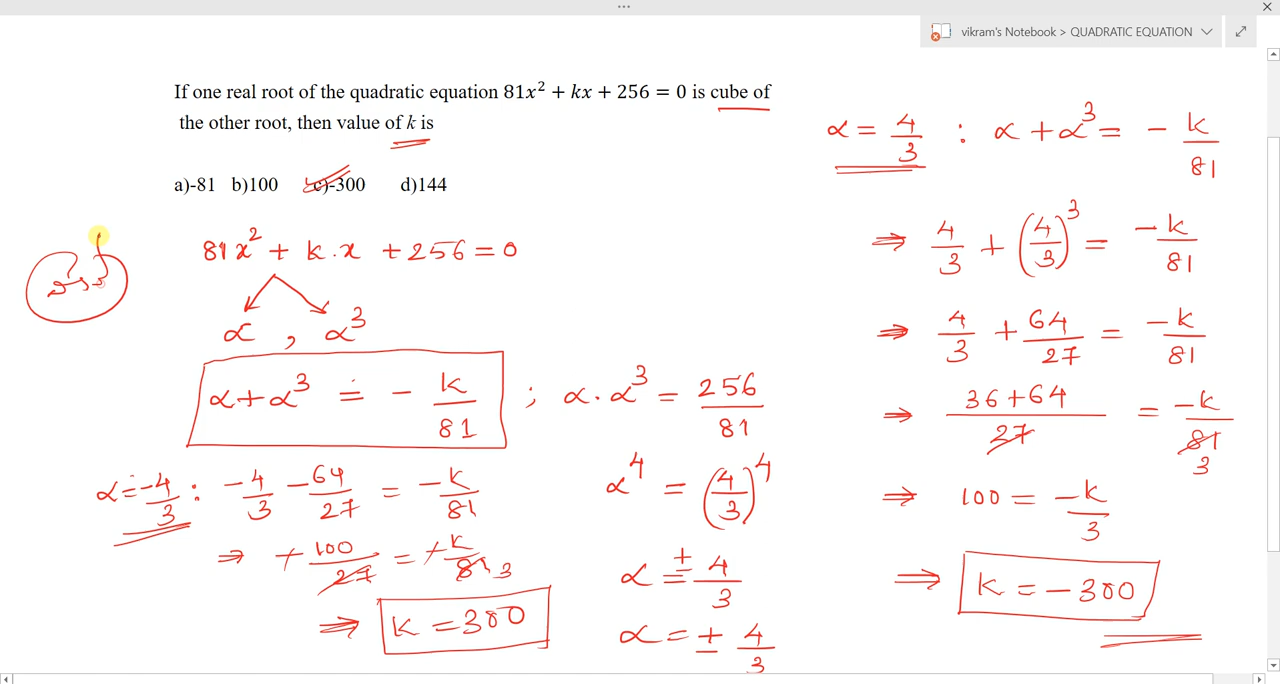 vikram's Notebook > QUADRATIC EQUATION
If one real root of the quadratic equation 81x² + kx + 256 = 0 is cube of
the other root, then value of k is
a)-81 b)100 c)-300 d)144
81x² + k.x + 256 = 0
α , α³
α + α³ = - k/81 ; α.α³ = 256/81
α⁴ = (4/3)⁴
α = ± 4/3
α = ± 4/3
α = -4/3 : -4/3 - 64/27 = -k/81
⇒ + 100/27 = + k/81 3
⇒ k = 300
α = 4/3 : α + α³ = - k/81
⇒ 4/3 + (4/3)³ = -k/81
⇒ 4/3 + 64/27 = -k/81
⇒ (36+64)/27 = -k/81 3
⇒ 100 = -k/3
⇒ k = -300